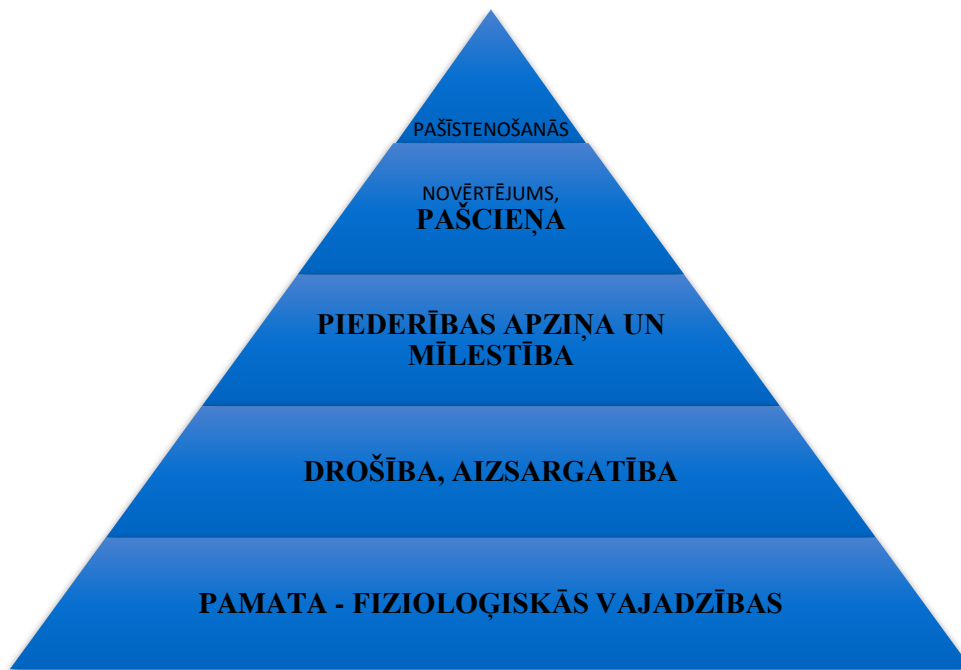 PAŠĪSTENOŠANĀS
NOVĒRTĒJUMS,
PAŠCIEŅA
PIEDERĪBAS APZIŅA UN
MĪLESTĪBA
DROŠĪBA, AIZSARGATĪBA
PAMATA - FIZIOLOĢISKĀS VAJADZĪBAS